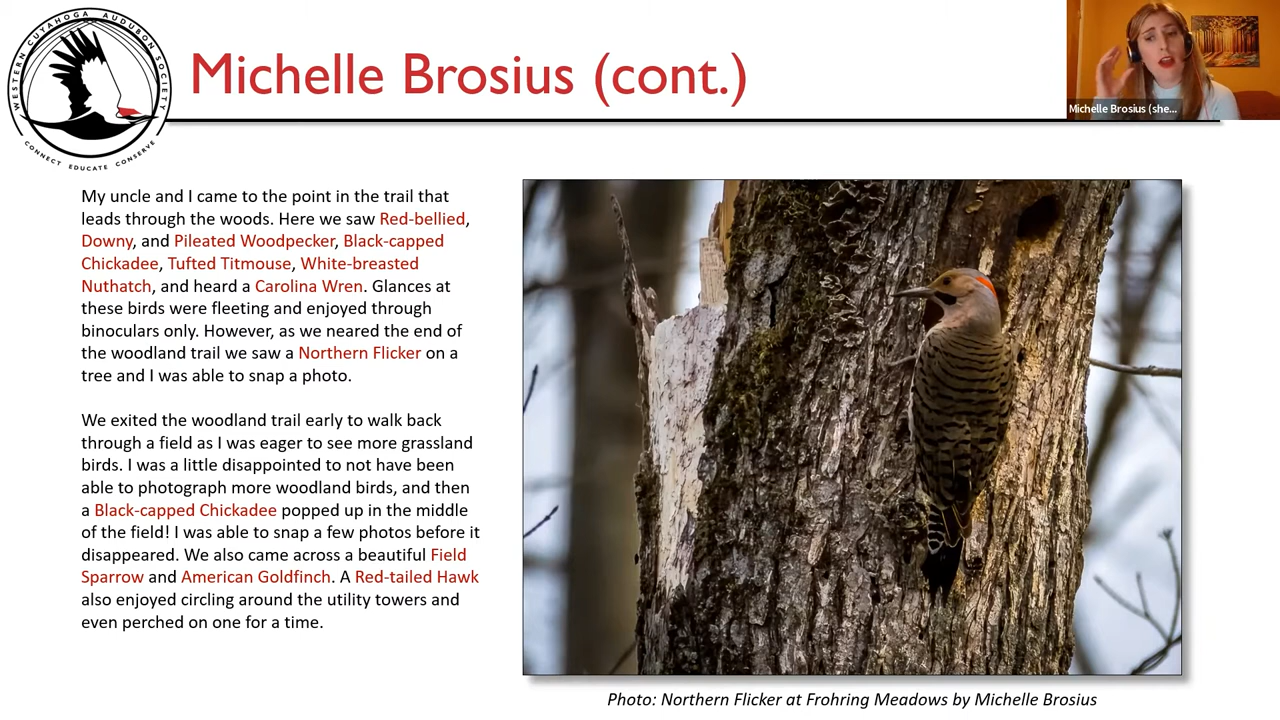 WESTERN CUYAHOGA AUDUBON SOCIETY
CONNECT EDUCATE CONSERVE
Michelle Brosius (cont.)
Michelle Brosius (she...
My uncle and I came to the point in the trail that
leads through the woods. Here we saw Red-bellied,
Downy, and Pileated Woodpecker, Black-capped
Chickadee, Tufted Titmouse, White-breasted
Nuthatch, and heard a Carolina Wren. Glances at
these birds were fleeting and enjoyed through
binoculars only. However, as we neared the end of
the woodland trail we saw a Northern Flicker on a
tree and I was able to snap a photo.
We exited the woodland trail early to walk back
through a field as I was eager to see more grassland
birds. I was a little disappointed to not have been
able to photograph more woodland birds, and then
a Black-capped Chickadee popped up in the middle
of the field! I was able to snap a few photos before it
disappeared. We also came across a beautiful Field
Sparrow and American Goldfinch. A Red-tailed Hawk
also enjoyed circling around the utility towers and
even perched on one for a time.
Photo: Northern Flicker at Frohring Meadows by Michelle Brosius